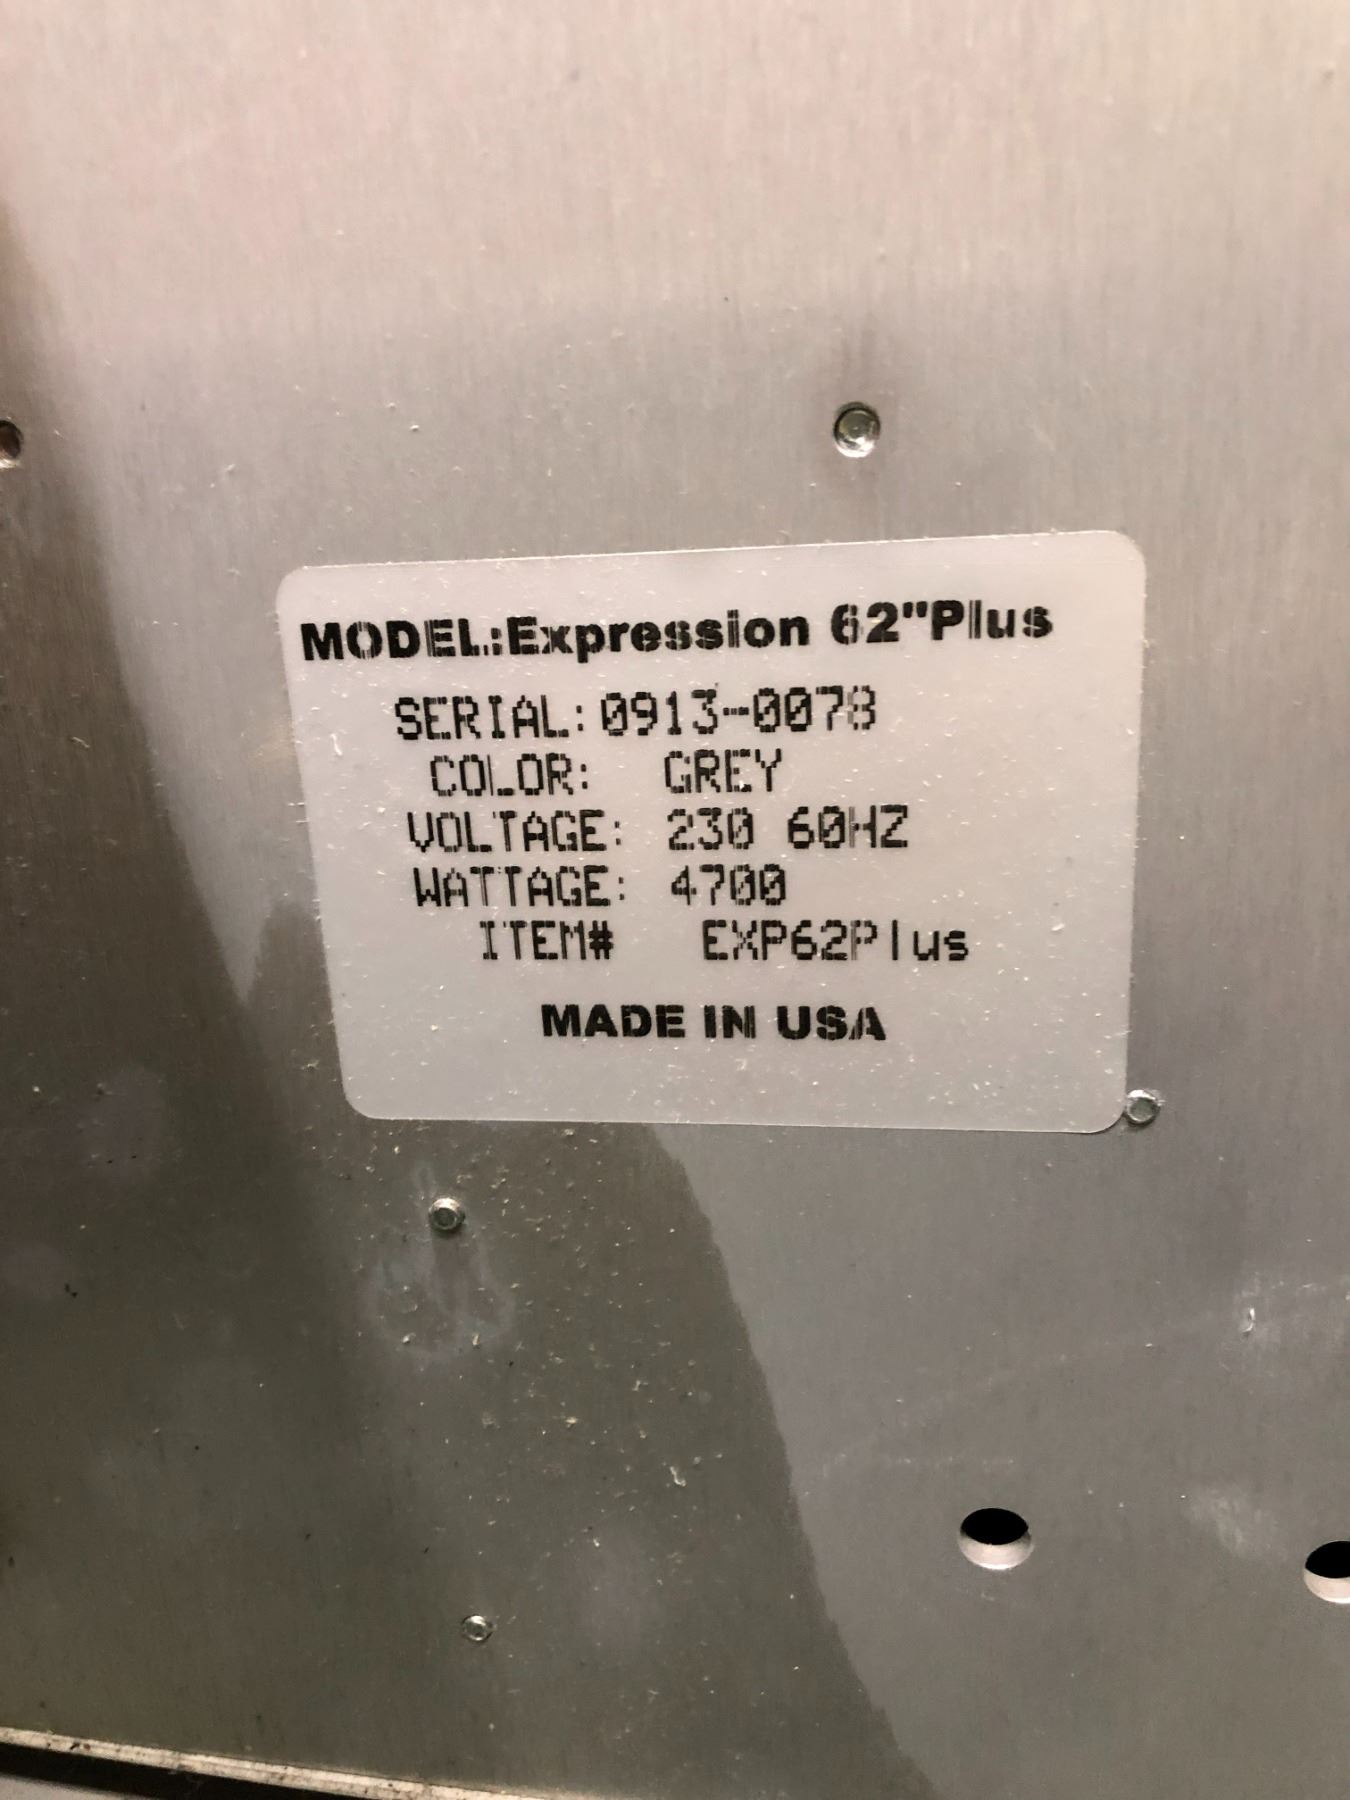 MODEL:Expression 62"Plus
SERIAL: 0913-0078
COLOR: GREY
VOLTAGE: 230 60HZ
WATTAGE: 4700
ITEM# EXP62Plus
MADE IN USA